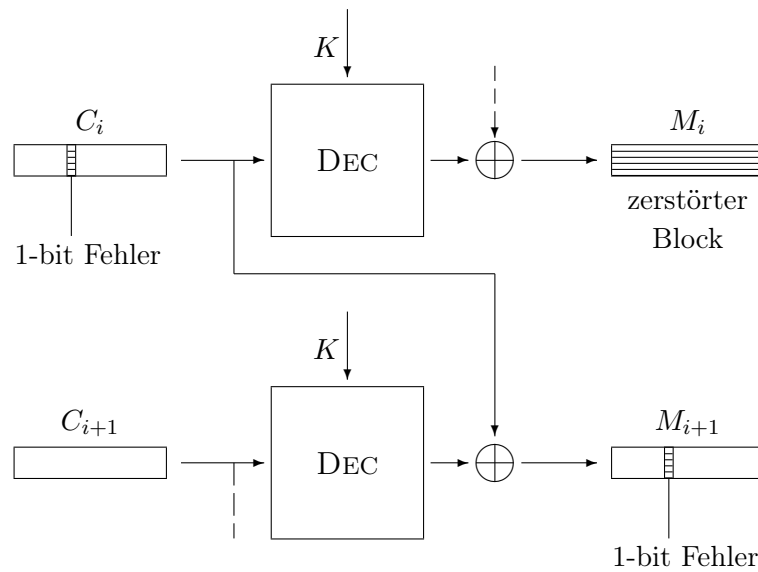 K
C_i
DEC
M_i
1-bit Fehler
zerstörter
Block
K
C_{i+1}
DEC
M_{i+1}
1-bit Fehler